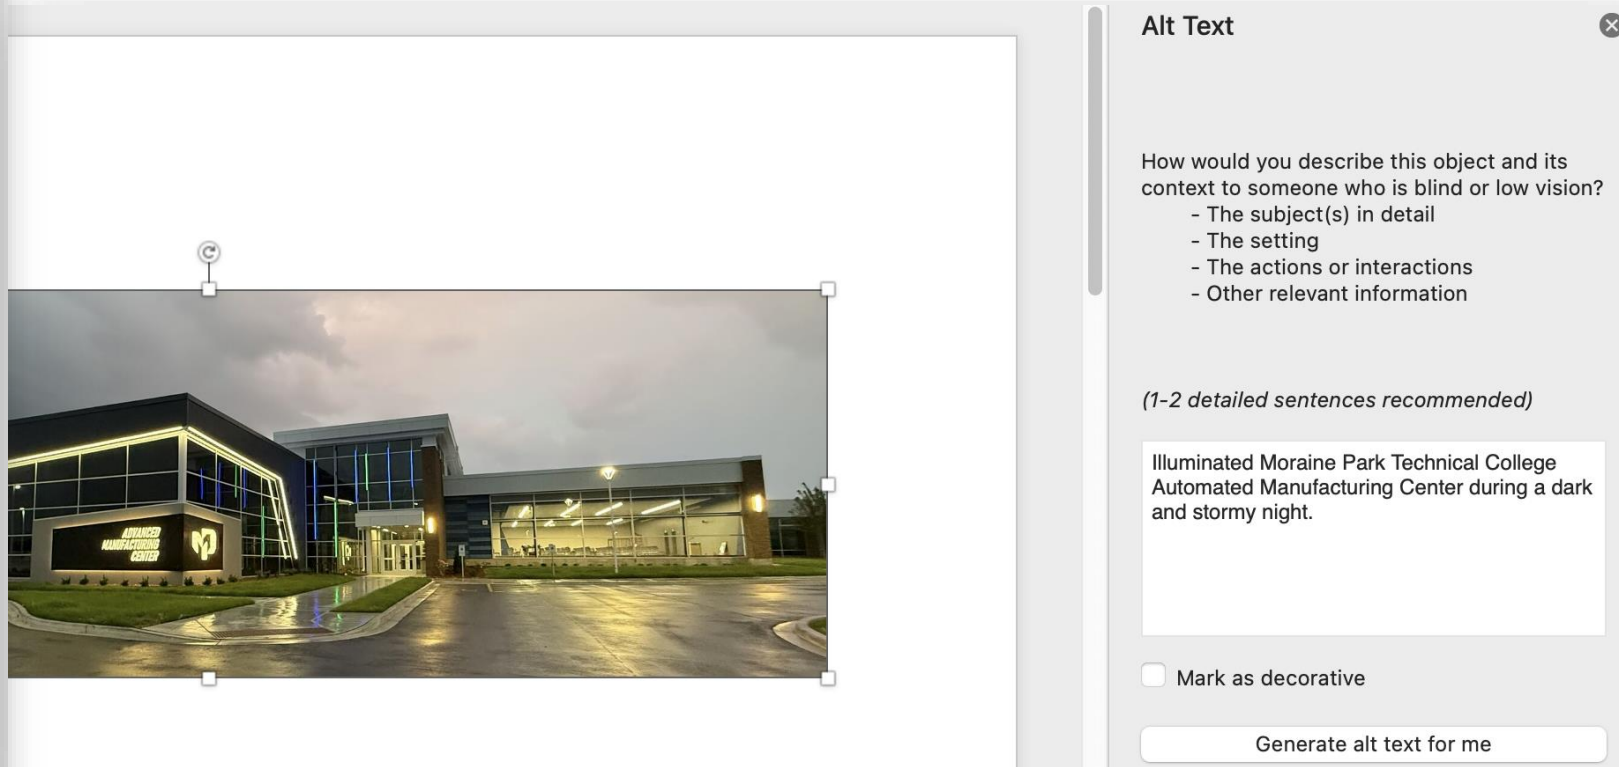 Alt Text
How would you describe this object and its
context to someone who is blind or low vision?
- The subject(s) in detail
- The setting
- The actions or interactions
- Other relevant information
(1-2 detailed sentences recommended)
Illuminated Moraine Park Technical College
Automated Manufacturing Center during a dark
and stormy night.
Mark as decorative
Generate alt text for me
ADVANCED
MANUFACTURING
CENTER